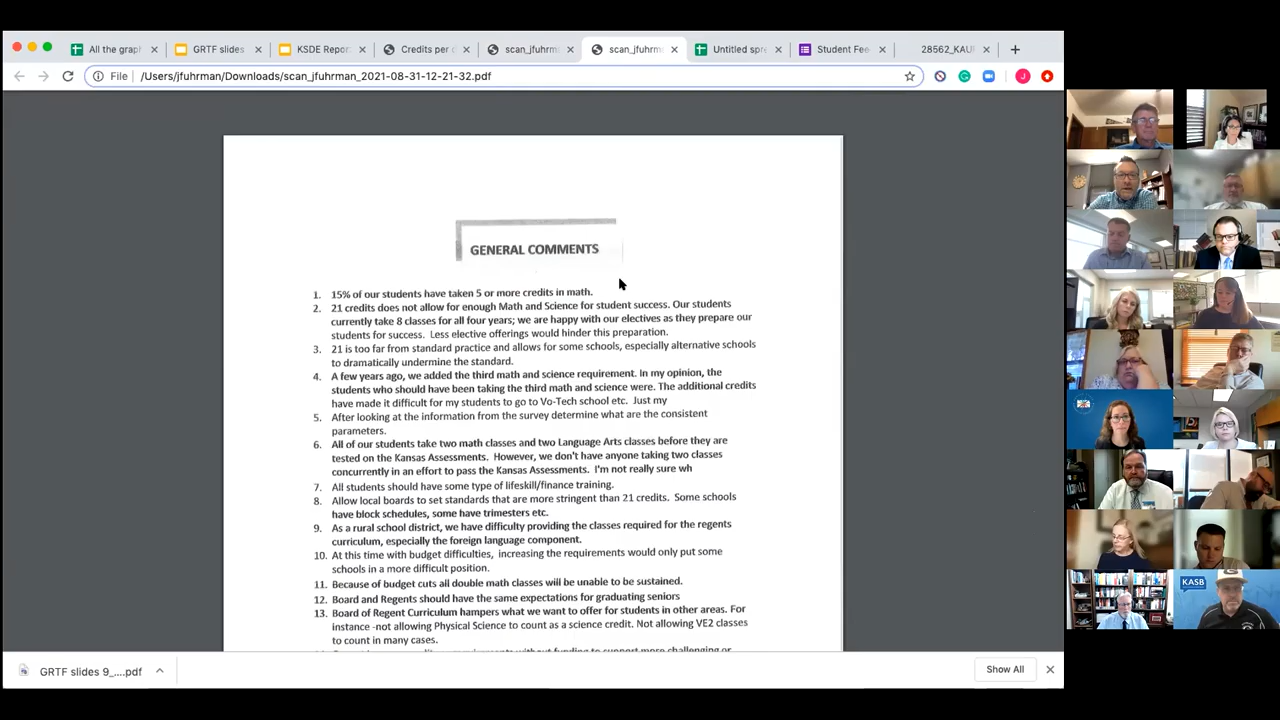 All the grap
GRTF slides
KSDE Repor
Credits per
scan_jfuhrm
scan_jfuhrm
Untitled spre
Student Fee
28562_KAU
File
/Users/jfuhrman/Downloads/scan_jfuhrman_2021-08-31-12-21-32.pdf
J
GENERAL COMMENTS
1. 15% of our students have taken 5 or more credits in math.
2. 21 credits does not allow for enough Math and Science for student success. Our students
currently take 8 classes for all four years; we are happy with our electives as they prepare our
students for success. Less elective offerings would hinder this preparation.
3. 21 is too far from standard practice and allows for some schools, especially alternative schools
to dramatically undermine the standard.
4. A few years ago, we added the third math and science requirement. In my opinion, the
students who should have been taking the third math and science were. The additional credits
have made it difficult for my students to go to Vo-Tech school etc. Just my
5. After looking at the information from the survey determine what are the consistent
parameters.
6. All of our students take two math classes and two Language Arts classes before they are
tested on the Kansas Assessments. However, we don't have anyone taking two classes
concurrently in an effort to pass the Kansas Assessments. I'm not really sure wh
7. All students should have some type of lifeskill/finance training.
8. Allow local boards to set standards that are more stringent than 21 credits. Some schools
have block schedules, some have trimesters etc.
9. As a rural school district, we have difficulty providing the classes required for the regents
curriculum, especially the foreign language component.
10. At this time with budget difficulties, increasing the requirements would only put some
schools in a more difficult position.
11. Because of budget cuts all double math classes will be unable to be sustained.
12. Board and Regents should have the same expectations for graduating seniors
13. Board of Regent Curriculum hampers what we want to offer for students in other areas. For
instance -not allowing Physical Science to count as a science credit. Not allowing VE2 classes
to count in many cases.
requirements without funding to support more challenging or
GRTF slides 9_....pdf
Show All
KASB